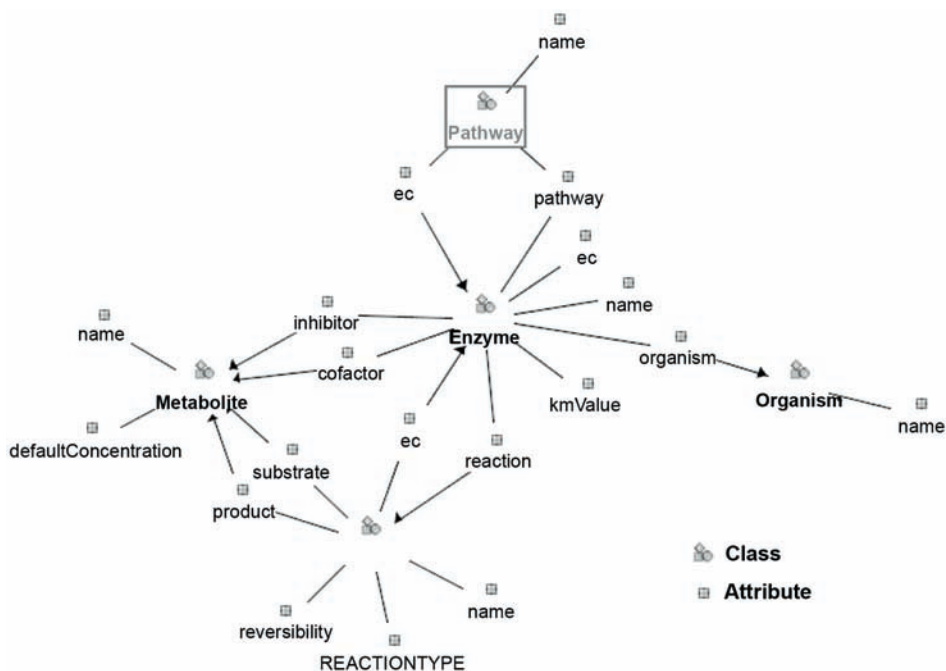 name
Pathway
ec
pathway
ec
name
inhibitor
name
Enzyme
organism
cofactor
Metabolite
kmValue
Organism
name
defaultConcentration
ec
substrate
reaction
product
Class
Attribute
name
reversibility
REACTIONTYPE